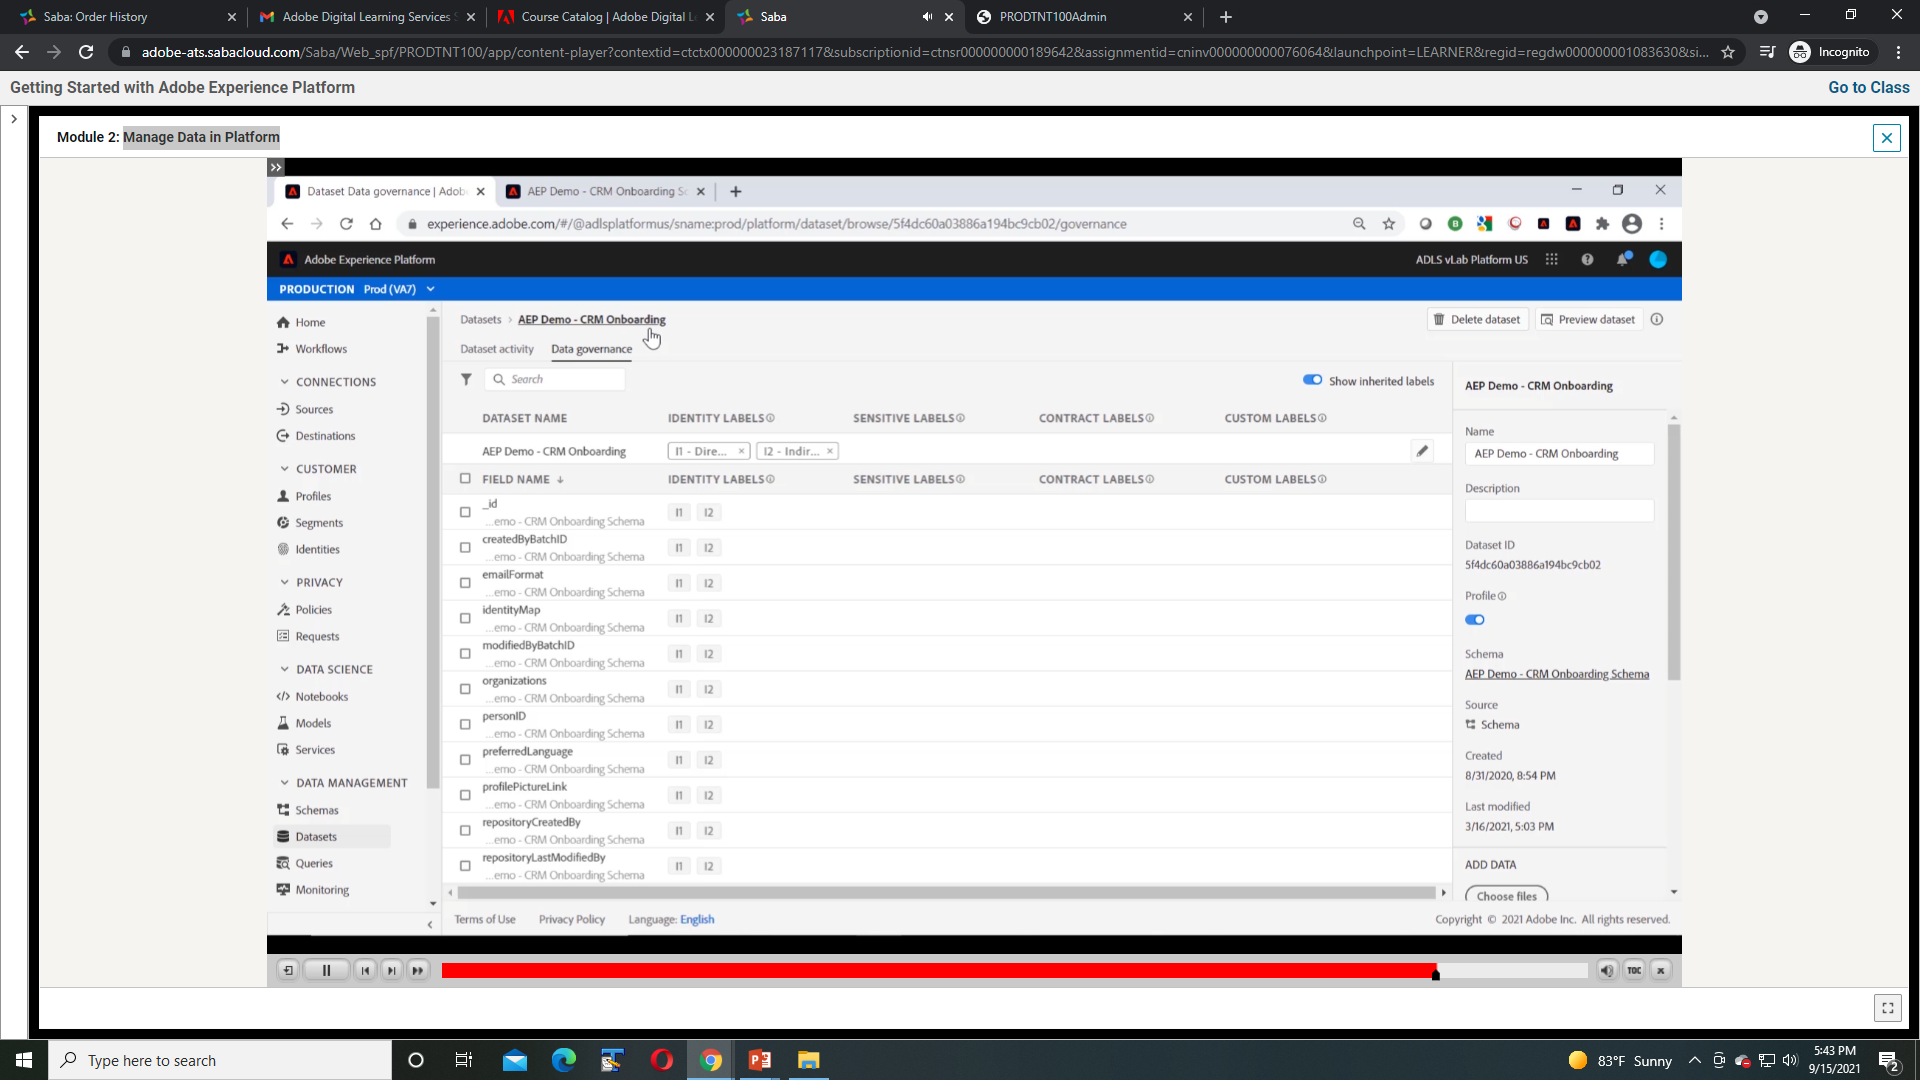 Saba: Order History
Adobe Digital Learning Services S
Course Catalog | Adobe Digital L
Saba
PRODTNT100Admin
adobe-ats.sabacloud.com/Saba/Web_spf/PRODTNT100/app/content-player?contextid=ctctx000000023187117&subscriptionid=ctnsr000000000189642&assignmentid=cninv000000000076064&launchpoint=LEARNER&regid=regdw000000001083630&si...
Incognito
Getting Started with Adobe Experience Platform
Go to Class
Module 2: Manage Data in Platform
Dataset Data governance | Adob
AEP Demo - CRM Onboarding Sc
experience.adobe.com/#/@adlsplatformus/sname:prod/platform/dataset/browse/5f4dc60a03886a194bc9cb02/governance
Adobe Experience Platform
ADLS vLab Platform US
PRODUCTION Prod (VA7)
Home
Workflows
CONNECTIONS
Sources
Destinations
CUSTOMER
Profiles
Segments
Identities
PRIVACY
Policies
Requests
DATA SCIENCE
Notebooks
Models
Services
DATA MANAGEMENT
Schemas
Datasets
Queries
Monitoring
Datasets > AEP Demo - CRM Onboarding
Delete dataset
Preview dataset
Dataset activity
Data governance
Search
Show inherited labels
DATASET NAME IDENTITY LABELS SENSITIVE LABELS CONTRACT LABELS CUSTOM LABELS
AEP Demo - CRM Onboarding I1 - Dire... × I2 - Indir... ×
FIELD NAME ↓ IDENTITY LABELS SENSITIVE LABELS CONTRACT LABELS CUSTOM LABELS
_id
...emo - CRM Onboarding Schema I1 I2
createdByBatchID
...emo - CRM Onboarding Schema I1 I2
emailFormat
...emo - CRM Onboarding Schema I1 I2
identityMap
...emo - CRM Onboarding Schema I1 I2
modifiedByBatchID
...emo - CRM Onboarding Schema I1 I2
organizations
...emo - CRM Onboarding Schema I1 I2
personID
...emo - CRM Onboarding Schema I1 I2
preferredLanguage
...emo - CRM Onboarding Schema I1 I2
profilePictureLink
...emo - CRM Onboarding Schema I1 I2
repositoryCreatedBy
...emo - CRM Onboarding Schema I1 I2
repositoryLastModifiedBy
...emo - CRM Onboarding Schema I1 I2
AEP Demo - CRM Onboarding
Name
AEP Demo - CRM Onboarding
Description
Dataset ID
5f4dc60a03886a194bc9cb02
Profile
Schema
AEP Demo - CRM Onboarding Schema
Source
Schema
Created
8/31/2020, 8:54 PM
Last modified
3/16/2021, 5:03 PM
ADD DATA
Choose files
Terms of Use Privacy Policy Language: English
Copyright © 2021 Adobe Inc. All rights reserved.
TOC
Type here to search
83°F Sunny
5:43 PM
9/15/2021
2